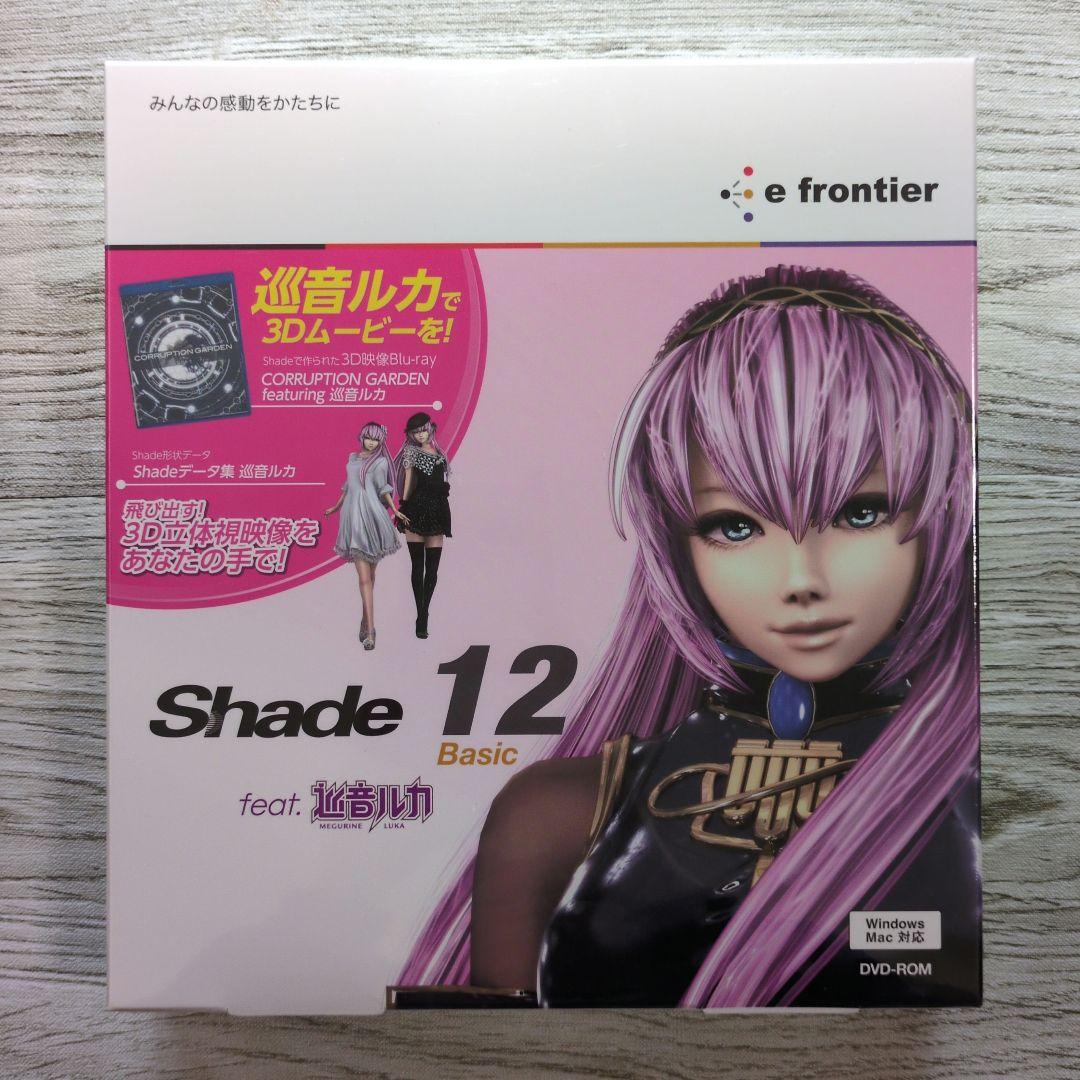 みんなの感動をかたちに
e frontier
巡音ルカで
3Dムービーを!
Shadeで作られた3D映像Blu-ray
CORRUPTION GARDEN
featuring 巡音ルカ
CORRUPTION GARDEN
Shade形状データ
Shadeデータ集 巡音ルカ
飛び出す!
3D立体視映像を
あなたの手で!
Shade 12
Basic
feat. 巡音ルカ
MEGURINE LUKA
Windows
Mac 対応
DVD-ROM